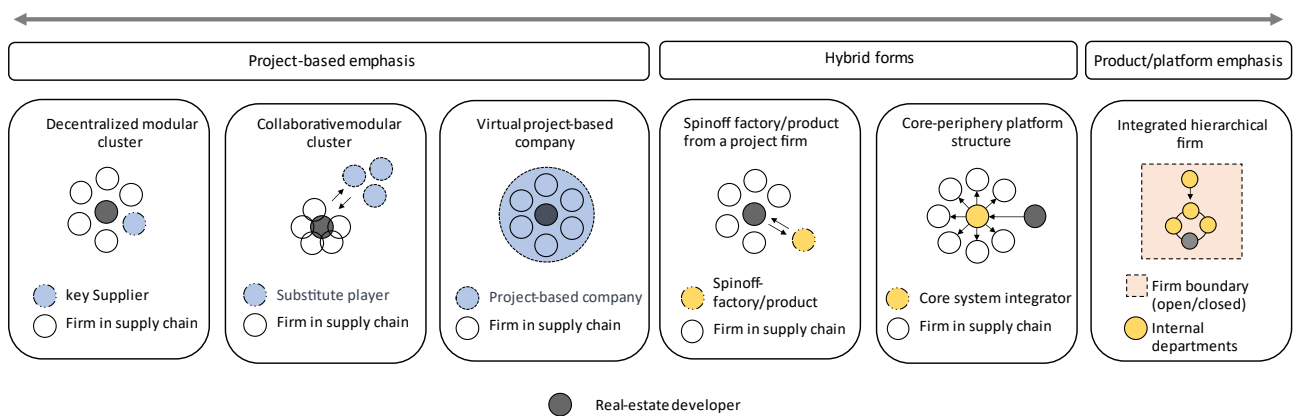 Project-based emphasis
Hybrid forms
Product/platform emphasis
Decentralized modular
cluster
key Supplier
Firm in supply chain
Collaborativemodular
cluster
Substitute player
Firm in supply chain
Virtual project-based
company
Project-based company
Firm in supply chain
Spinoff factory/product
from a project firm
Spinoff-
factory/product
Firm in supply chain
Core-periphery platform
structure
Core system integrator
Firm in supply chain
Integrated hierarchical
firm
Firm boundary
(open/closed)
Internal
departments
Real-estate developer